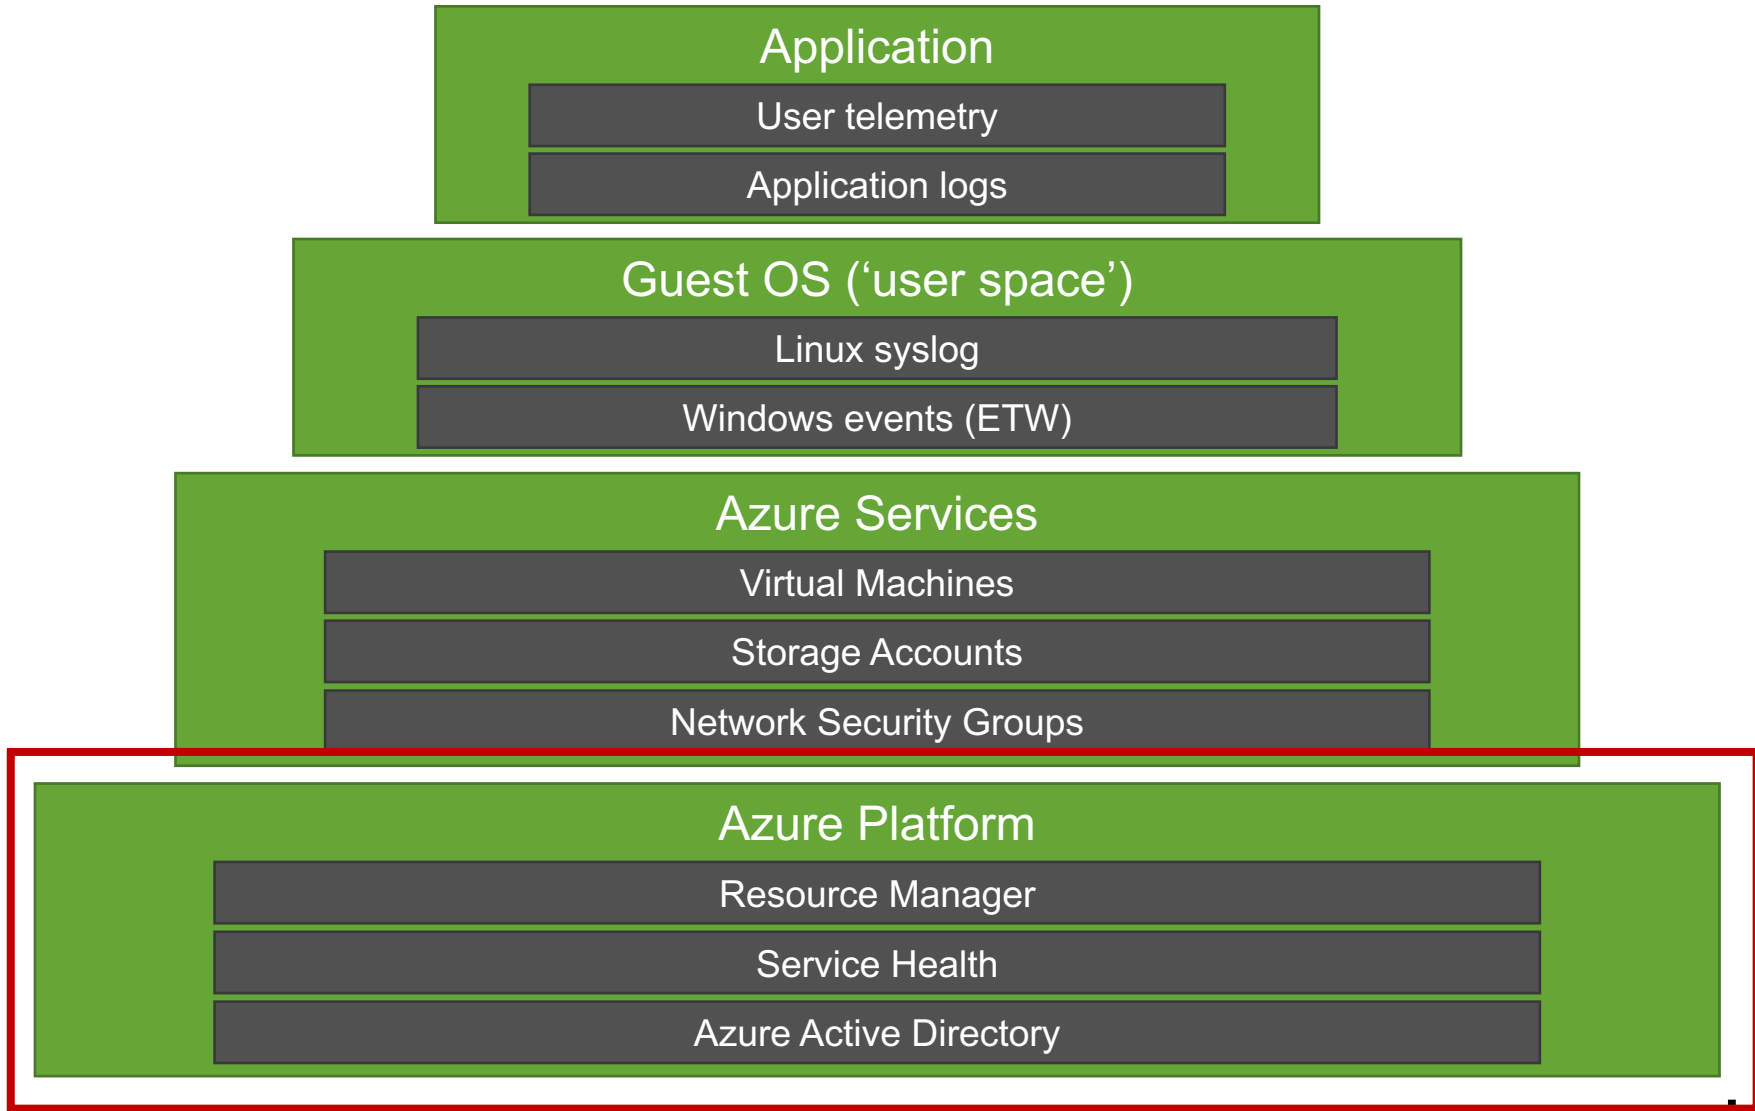 Application
User telemetry
Application logs
Guest OS (‘user space’)
Linux syslog
Windows events (ETW)
Azure Services
Virtual Machines
Storage Accounts
Network Security Groups
Azure Platform
Resource Manager
Service Health
Azure Active Directory